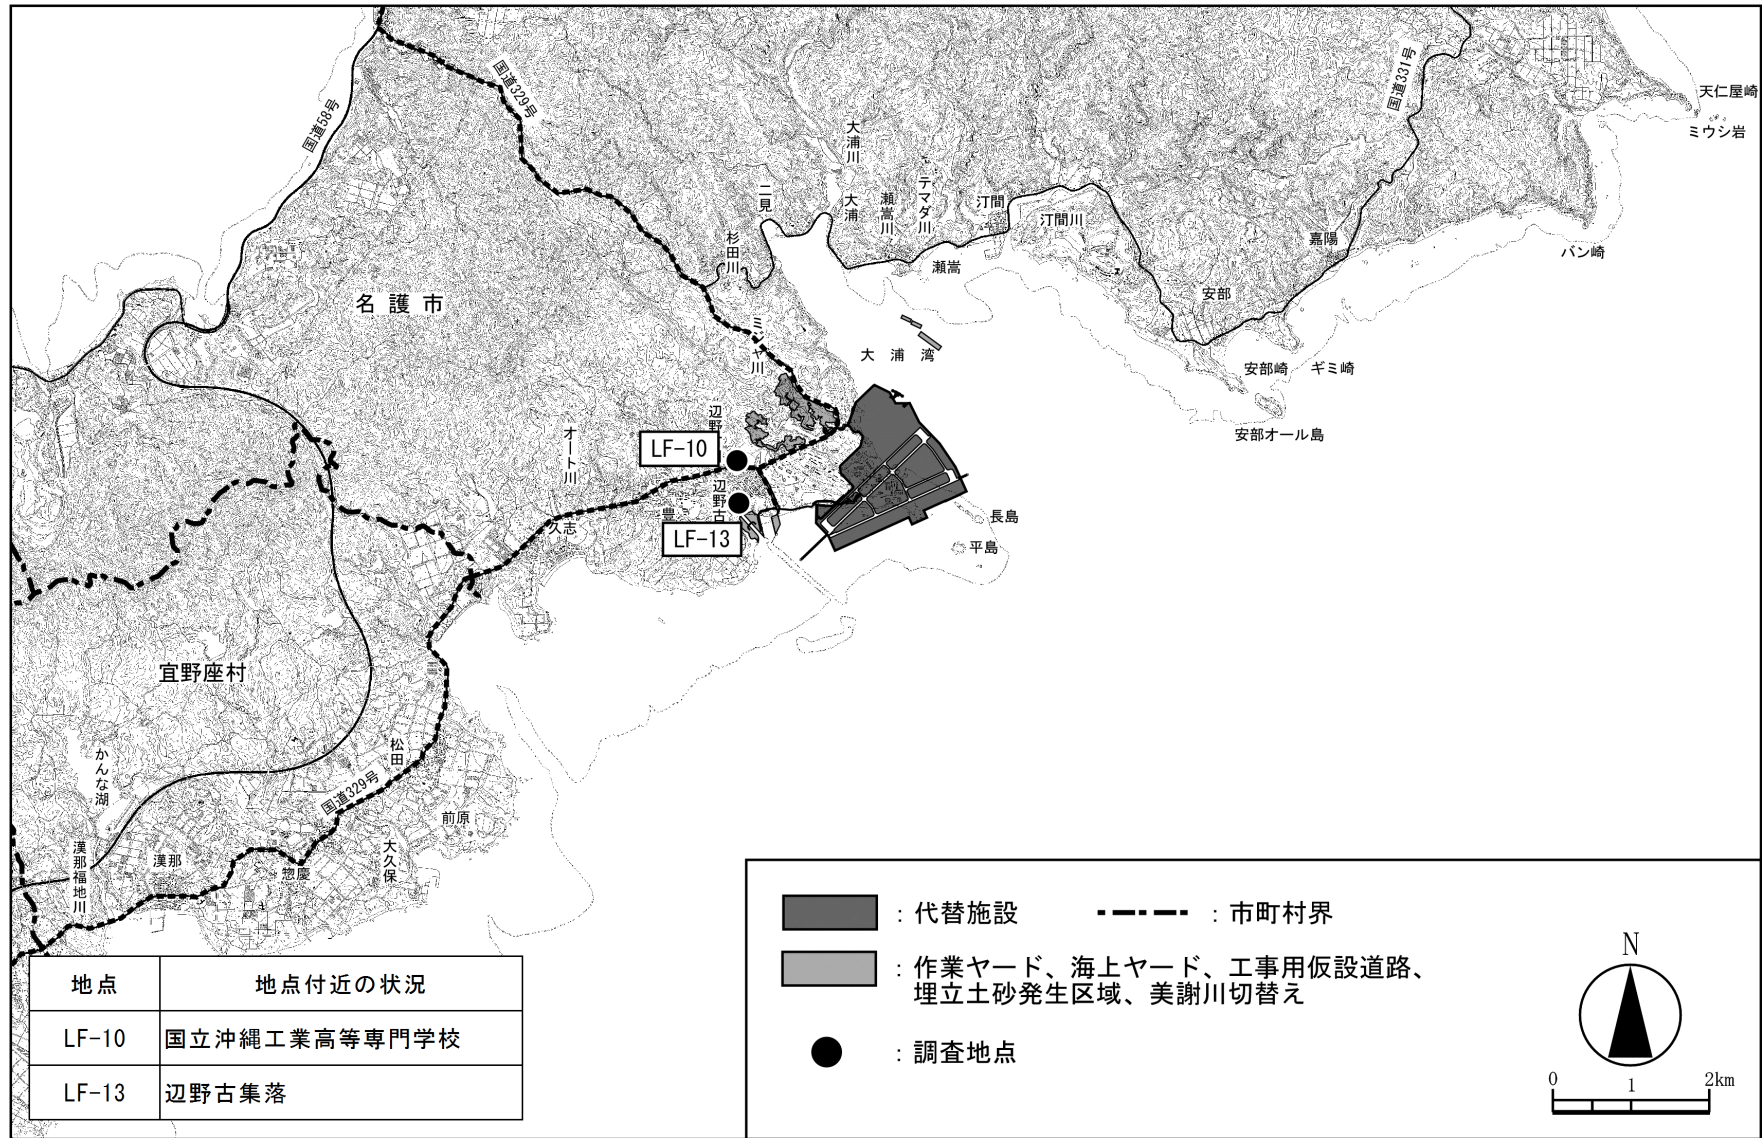 国道58号
国道329号
国道331号
天仁屋崎
ミウシ岩
バン崎
大浦川
大浦
瀬嵩川
テマダ川
汀間
汀間川
二見
杉田川
瀬嵩
嘉陽
安部
名護市
大浦湾
安部崎
ギミ崎
安部オール島
オート川
LF-10
辺野古
久志
豊
LF-13
長島
平島
宜野座村
かんな湖
松田
国道329号
前原
大久保
漢那福地川
漢那
惣慶
地点
地点付近の状況
LF-10
国立沖縄工業高等専門学校
LF-13
辺野古集落
：代替施設
：市町村界
：作業ヤード、海上ヤード、工事用仮設道路、
埋立土砂発生区域、美謝川切替え
：調査地点
N
0 1 2km